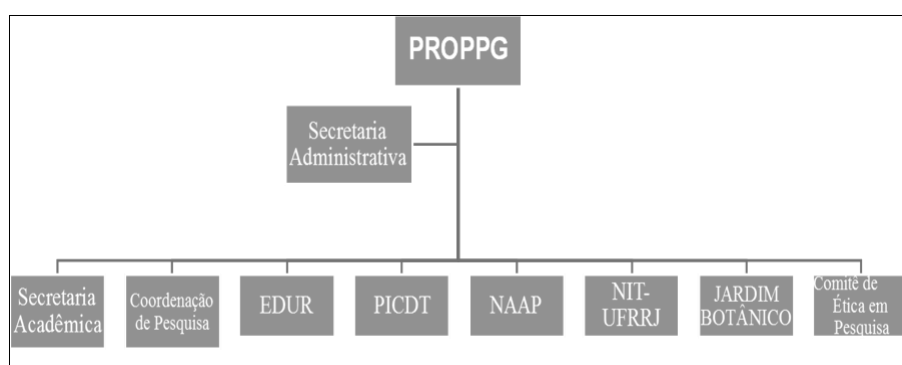 PROPPG
Secretaria
Administrativa
Secretaria
Acadêmica
Coordenação
de Pesquisa
EDUR
PICDT
NAAP
NIT-
UFRRJ
JARDIM
BOTÂNICO
Comitê de
Ética em
Pesquisa